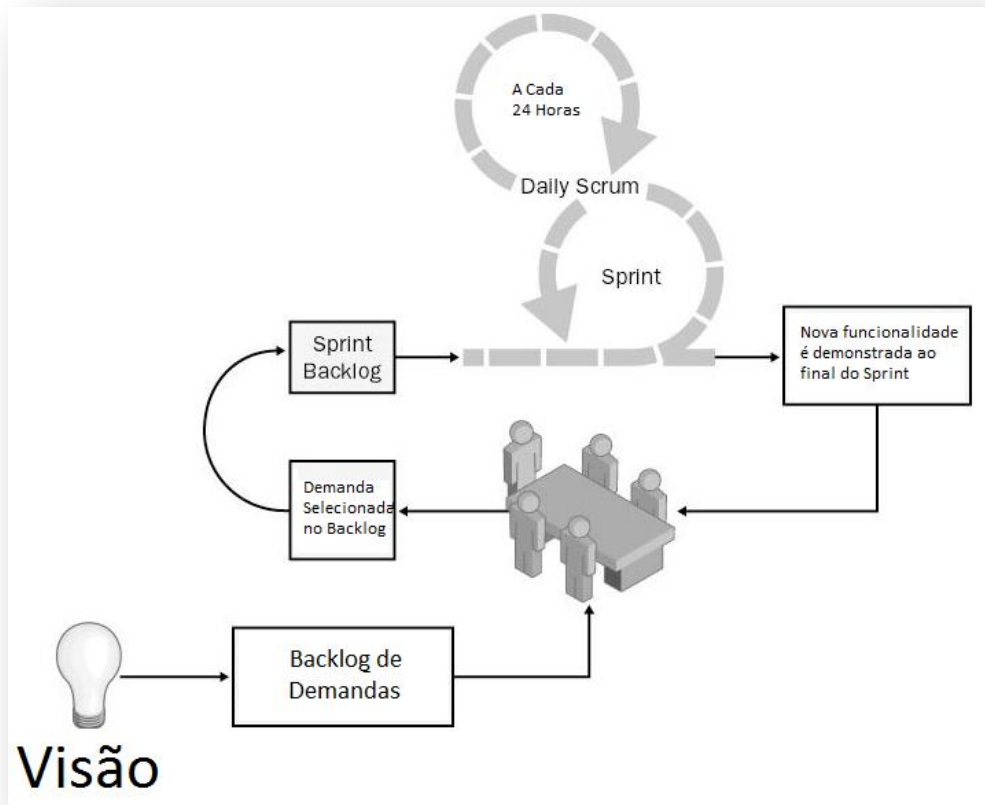 A Cada
24 Horas
Daily Scrum
Sprint
Sprint
Backlog
Nova funcionalidade
é demonstrada ao
final do Sprint
Demanda
Selecionada
no Backlog
Backlog de
Demandas
Visão